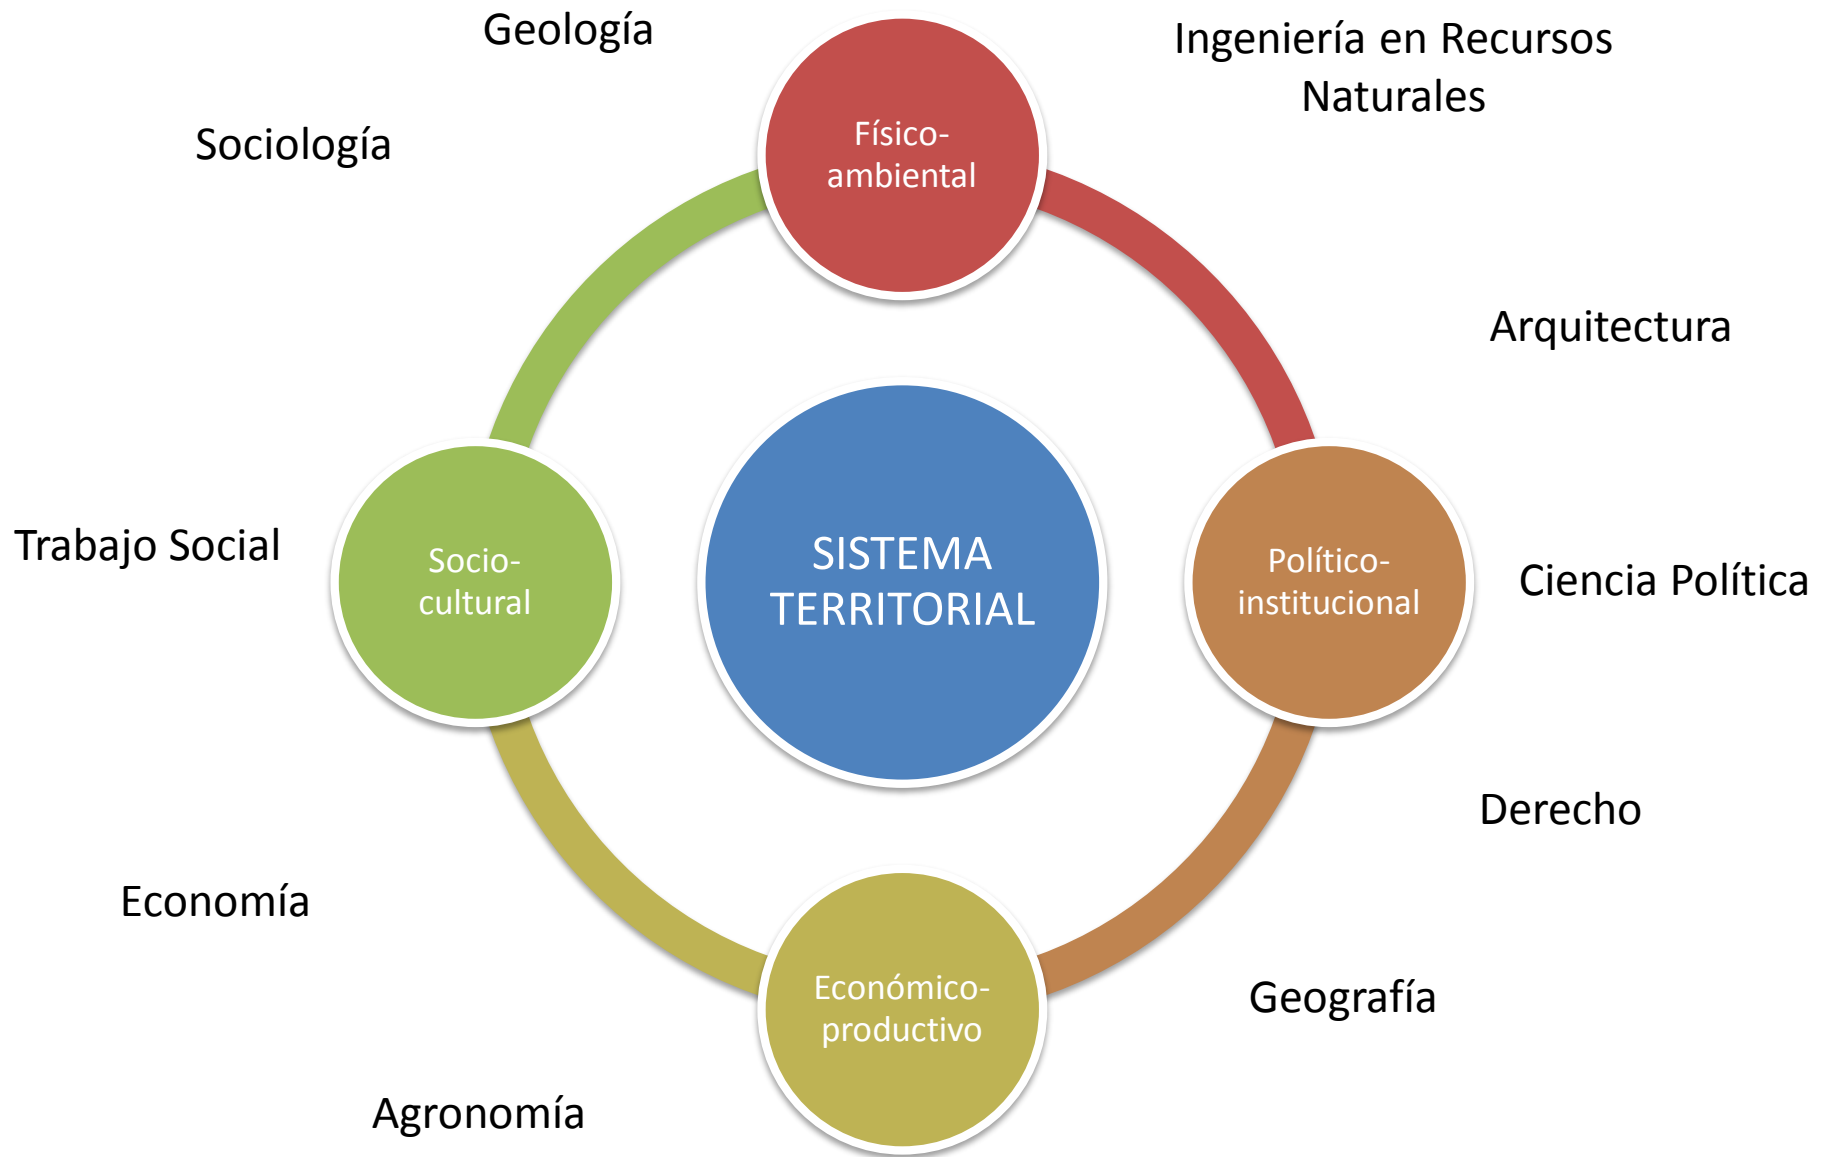 Geología
Ingeniería en Recursos
Naturales
Sociología
Físico-
ambiental
Arquitectura
Trabajo Social
Socio-
cultural
SISTEMA
TERRITORIAL
Político-
institucional
Ciencia Política
Derecho
Economía
Económico-
productivo
Geografía
Agronomía